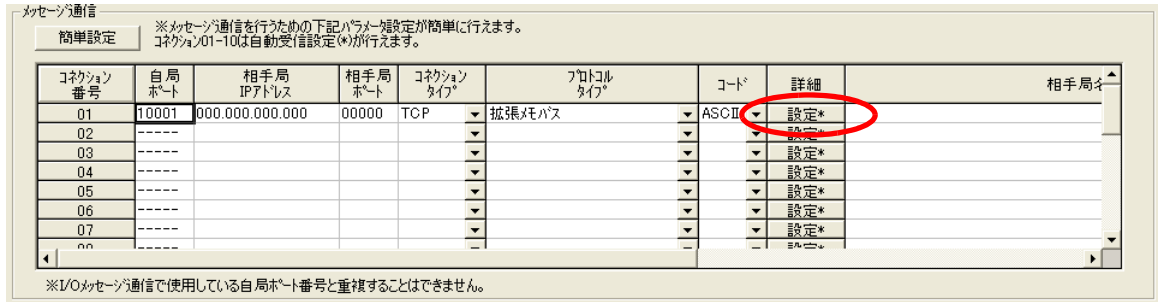 ﾒｯｾｰｼﾞ通信
簡単設定
※ﾒｯｾｰｼﾞ通信を行うための下記ﾊﾟﾗﾒｰﾀ設定が簡単に行えます。
ｺﾈｸｼｮﾝ01-10は自動受信設定(*)が行えます。
ｺﾈｸｼｮﾝ番号 自局ﾎﾟｰﾄ 相手局IPｱﾄﾞﾚｽ 相手局ﾎﾟｰﾄ ｺﾈｸｼｮﾝﾀｲﾌﾟ ﾌﾟﾛﾄｺﾙﾀｲﾌﾟ ｺｰﾄﾞ 詳細 相手局名
01 10001 000.000.000.000 00000 TCP 拡張ﾒﾓﾊﾞｽ ASCII 設定*
02 ----- 設定*
03 ----- 設定*
04 ----- 設定*
05 ----- 設定*
06 ----- 設定*
07 ----- 設定*
※I/Oﾒｯｾｰｼﾞ通信で使用している自局ﾎﾟｰﾄ番号と重複することはできません。